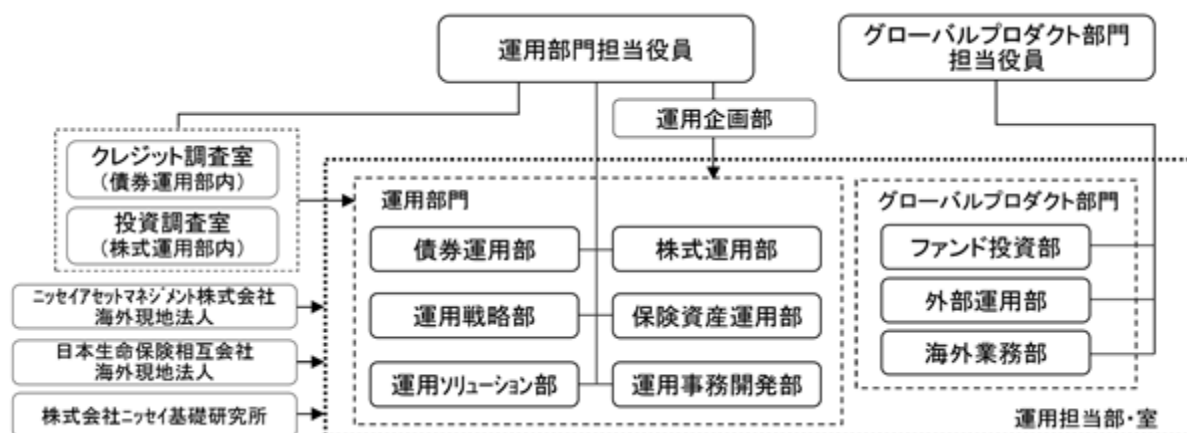 運用部門担当役員
グローバルプロダクト部門
担当役員
運用企画部
クレジット調査室
(債券運用部内)
投資調査室
(株式運用部内)
運用部門
債券運用部
株式運用部
運用戦略部
保険資産運用部
運用ソリューション部
運用事務開発部
グローバルプロダクト部門
ファンド投資部
外部運用部
海外業務部
ニッセイアセットマネジメント株式会社
海外現地法人
日本生命保険相互会社
海外現地法人
株式会社ニッセイ基礎研究所
運用担当部・室